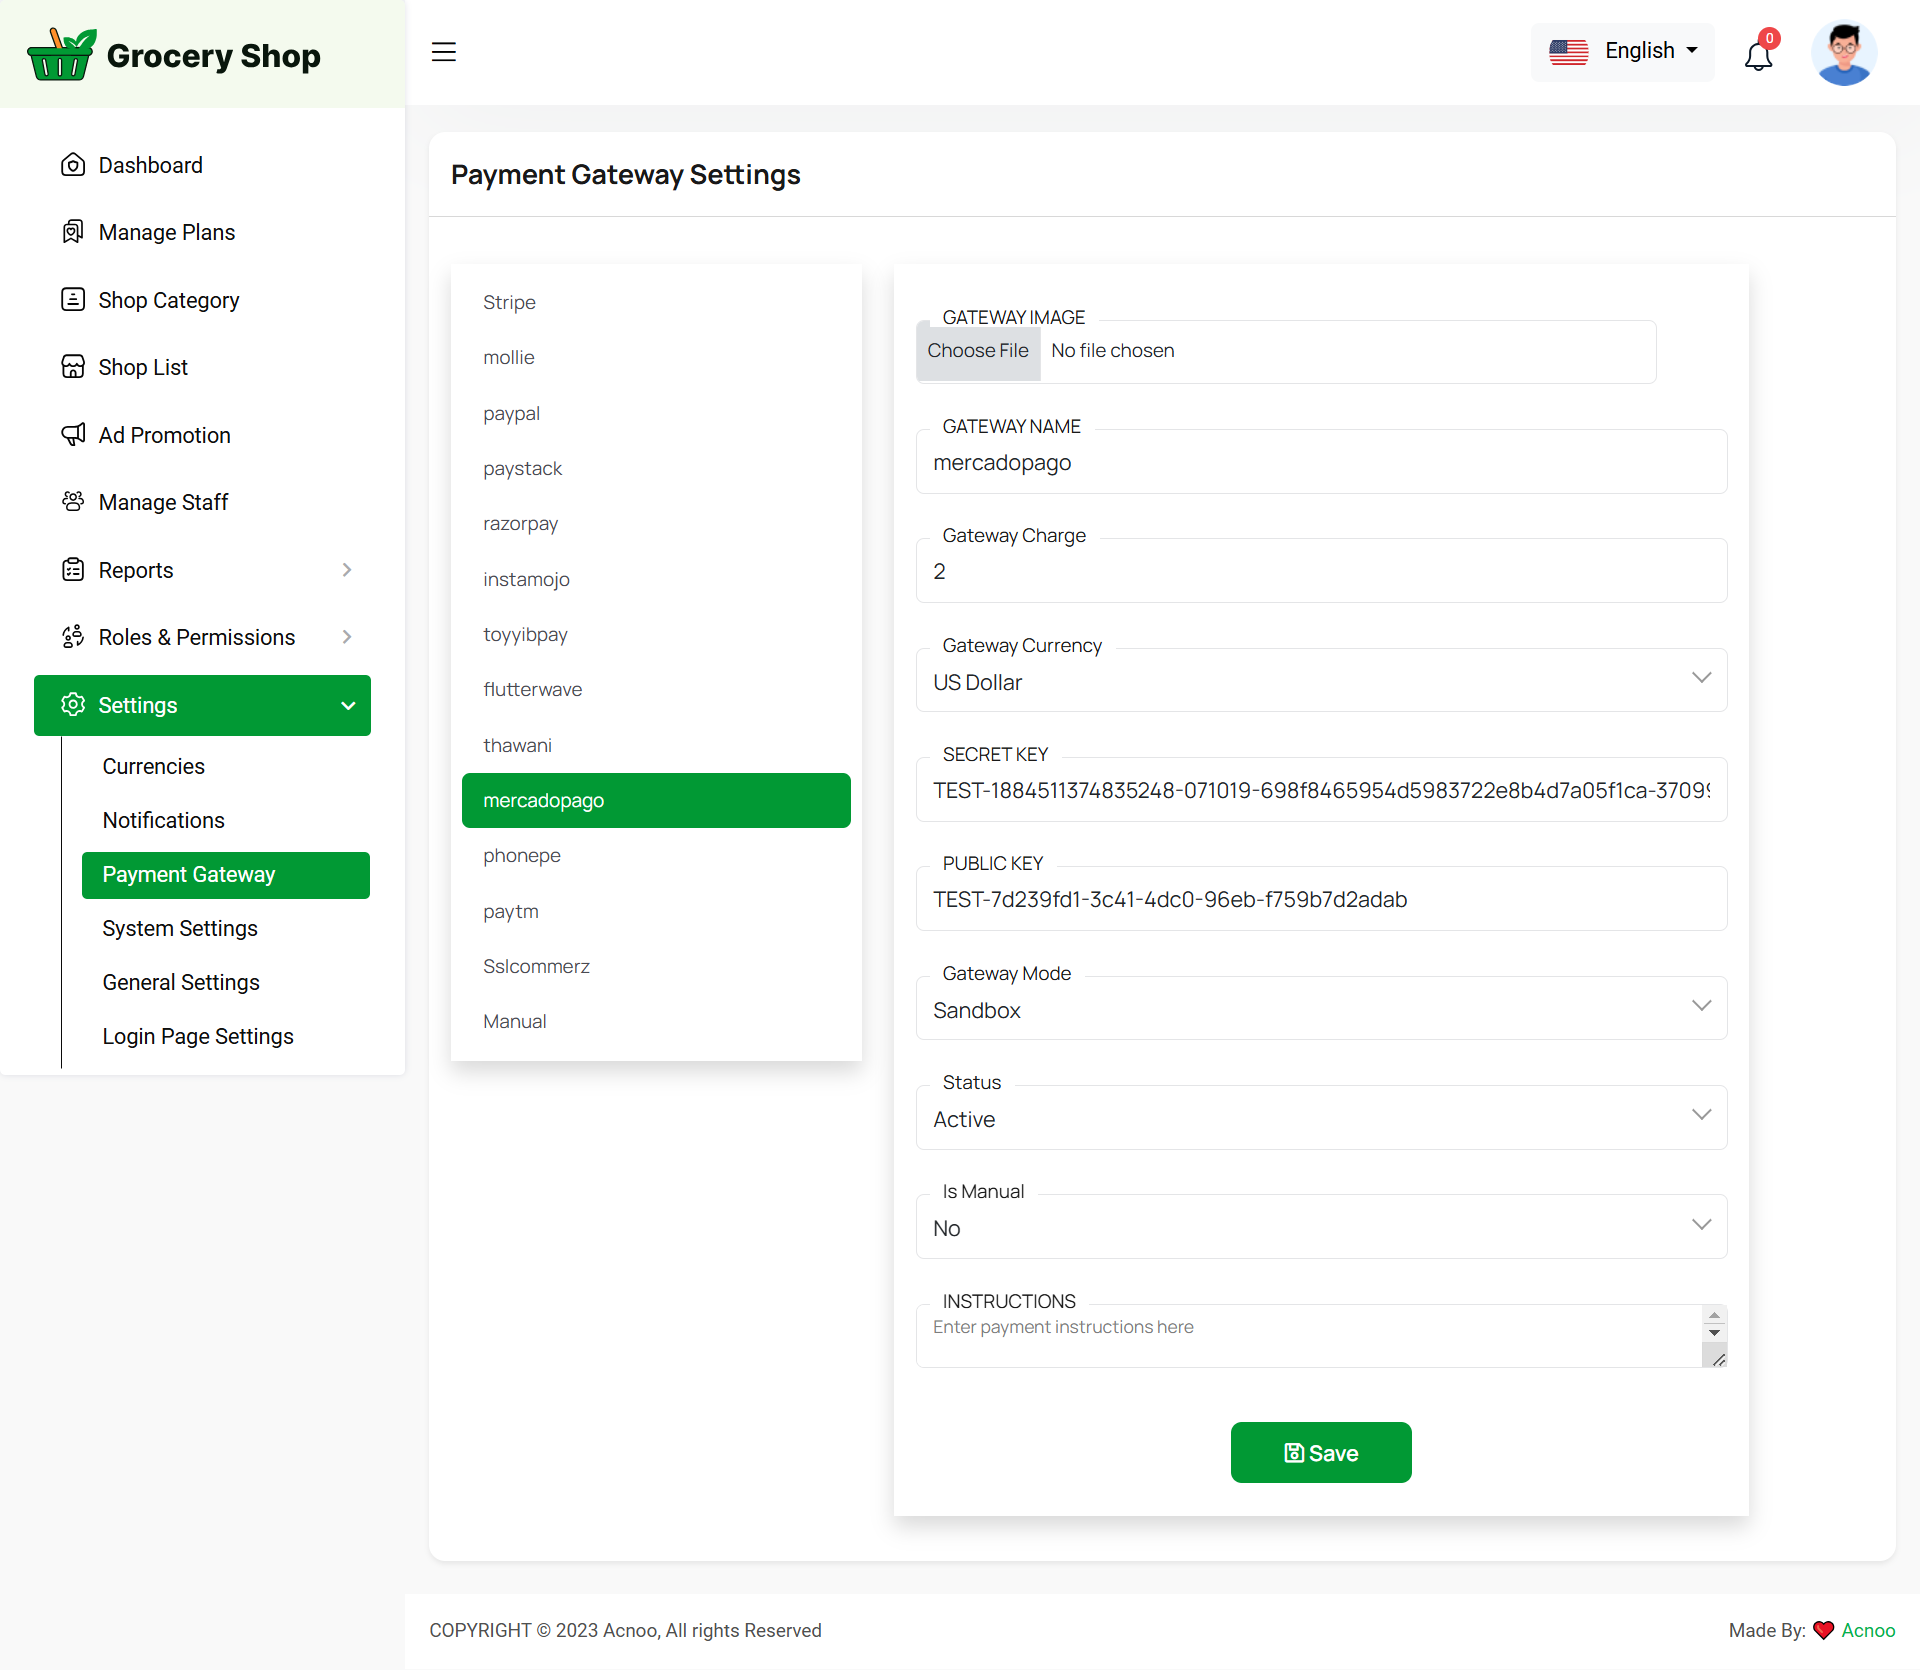 Grocery Shop
English
0
Dashboard
Manage Plans
Shop Category
Shop List
Ad Promotion
Manage Staff
Reports
Roles & Permissions
Settings
Currencies
Notifications
Payment Gateway
System Settings
General Settings
Login Page Settings
Payment Gateway Settings
Stripe
mollie
paypal
paystack
razorpay
instamojo
toyyibpay
flutterwave
thawani
mercadopago
phonepe
paytm
Sslcommerz
Manual
GATEWAY IMAGE
Choose File No file chosen
GATEWAY NAME
mercadopago
Gateway Charge
2
Gateway Currency
US Dollar
SECRET KEY
TEST-1884511374835248-071019-698f8465954d5983722e8b4d7a05f1ca-37099
PUBLIC KEY
TEST-7d239fd1-3c41-4dc0-96eb-f759b7d2adab
Gateway Mode
Sandbox
Status
Active
Is Manual
No
INSTRUCTIONS
Enter payment instructions here
Save
COPYRIGHT © 2023 Acnoo, All rights Reserved
Made By: Acnoo